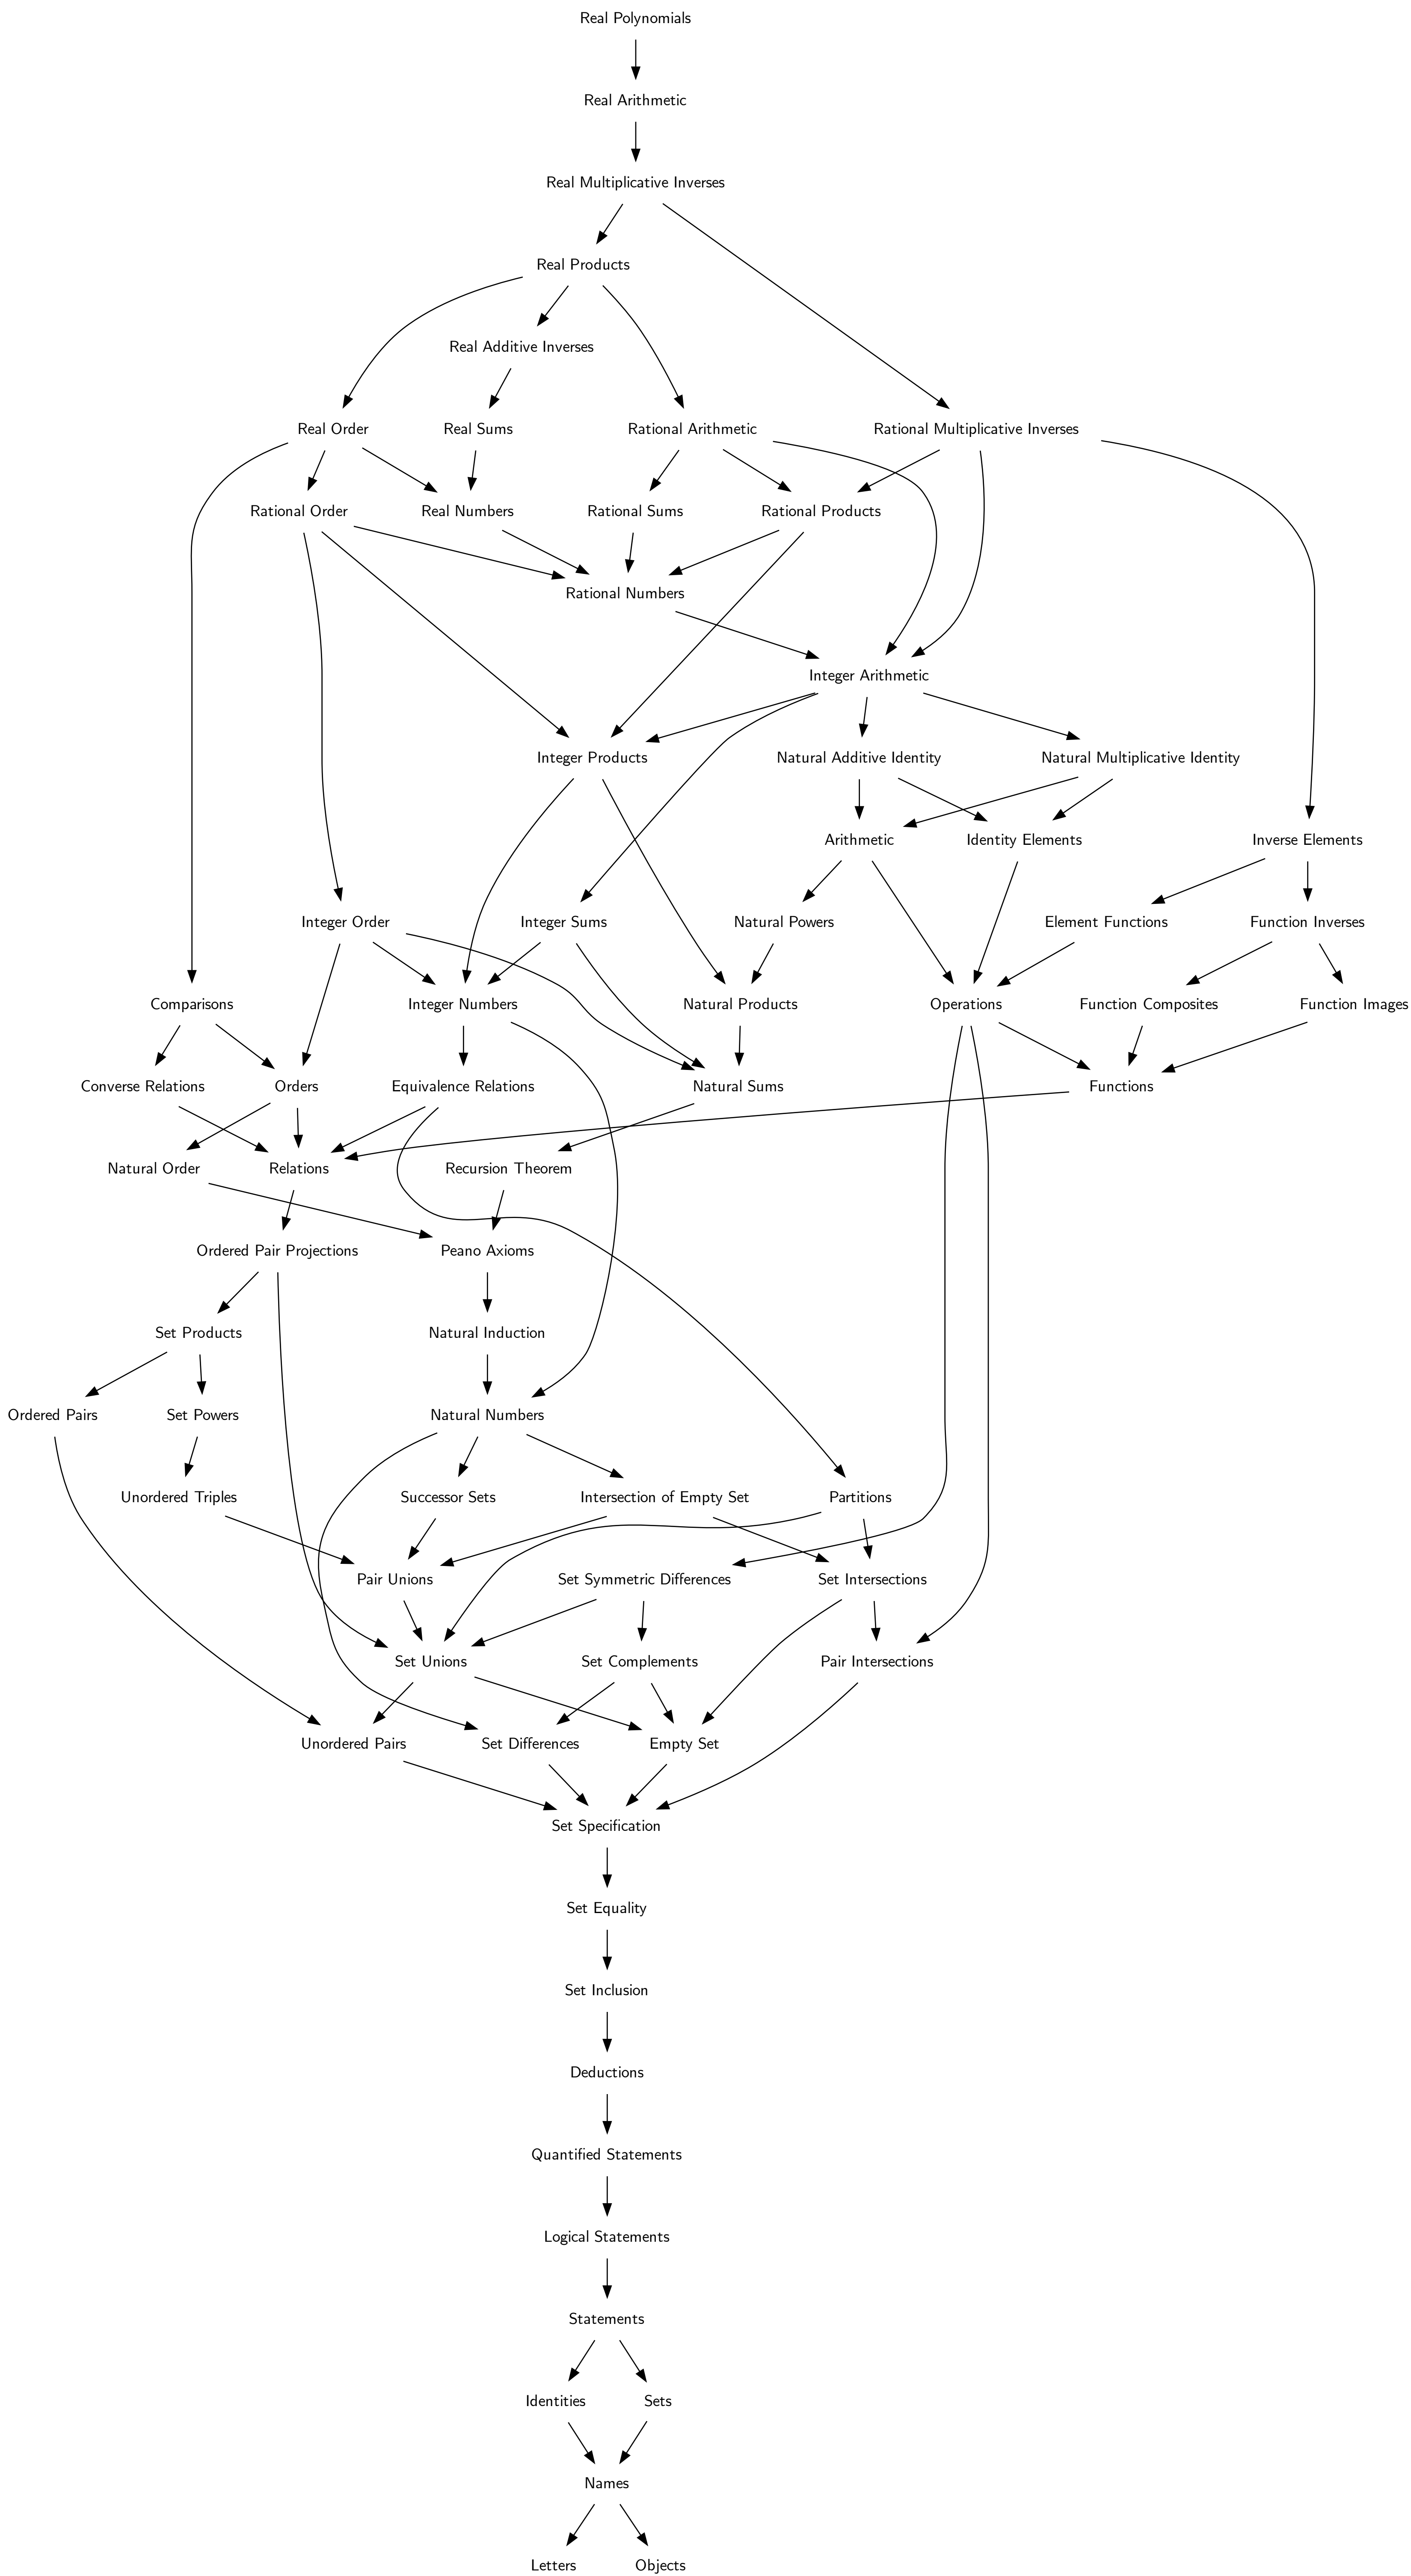 Real Polynomials
Real Arithmetic
Real Multiplicative Inverses
Real Products
Real Additive Inverses
Real Order
Real Sums
Rational Arithmetic
Rational Multiplicative Inverses
Rational Order
Real Numbers
Rational Sums
Rational Products
Rational Numbers
Integer Arithmetic
Integer Products
Natural Additive Identity
Natural Multiplicative Identity
Arithmetic
Identity Elements
Inverse Elements
Integer Order
Integer Sums
Natural Powers
Element Functions
Function Inverses
Comparisons
Integer Numbers
Natural Products
Operations
Function Composites
Function Images
Converse Relations
Orders
Equivalence Relations
Natural Sums
Functions
Natural Order
Relations
Recursion Theorem
Ordered Pair Projections
Peano Axioms
Set Products
Natural Induction
Ordered Pairs
Set Powers
Natural Numbers
Unordered Triples
Successor Sets
Intersection of Empty Set
Partitions
Pair Unions
Set Symmetric Differences
Set Intersections
Set Unions
Set Complements
Pair Intersections
Unordered Pairs
Set Differences
Empty Set
Set Specification
Set Equality
Set Inclusion
Deductions
Quantified Statements
Logical Statements
Statements
Identities
Sets
Names
Letters
Objects